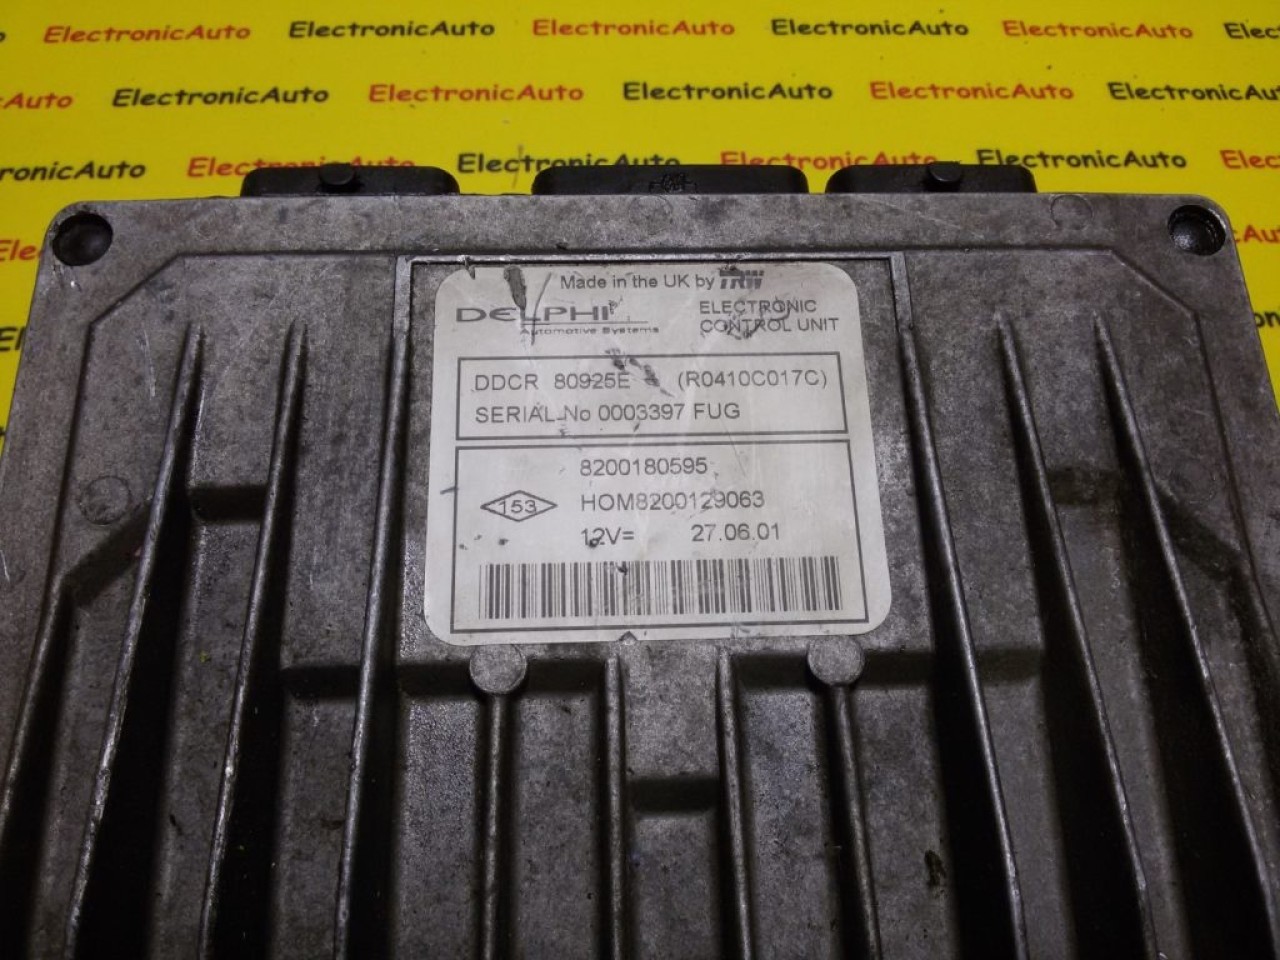 ElectronicAuto ElectronicAuto ElectronicAuto ElectronicAuto ElectronicAuto
ElectronicAuto ElectronicAuto ElectronicAuto ElectronicAuto ElectronicAuto
ElectronicAuto ElectronicAuto ElectronicAuto ElectronicAuto
Made in the UK by TRW
DELPHI
Automotive Systems
ELECTRONIC
CONTROL UNIT
DDCR 80925E (R0410C017C)
SERIAL No 0003397 FUG
8200180595
153
HOM8200129063
12V= 27.06.01